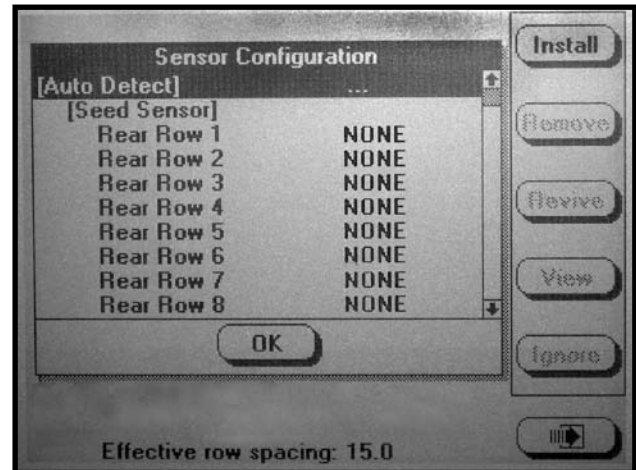 Sensor Configuration
[Auto Detect] ...
[Seed Sensor]
Rear Row 1 NONE
Rear Row 2 NONE
Rear Row 3 NONE
Rear Row 4 NONE
Rear Row 5 NONE
Rear Row 6 NONE
Rear Row 7 NONE
Rear Row 8 NONE
OK
Effective row spacing: 15.0
Install
Remove
Revive
View
Ignore